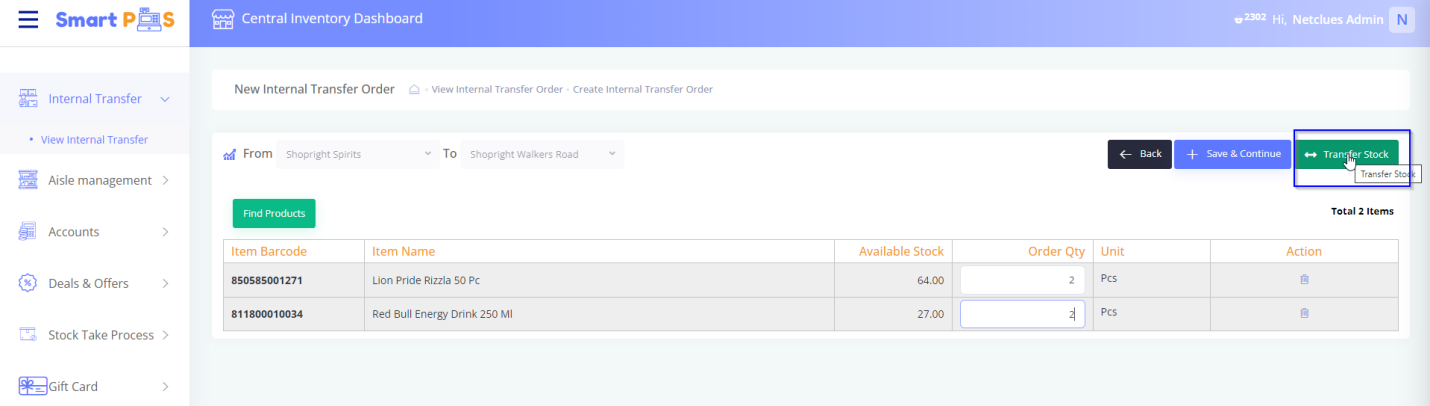 Smart POS
Central Inventory Dashboard
2302 Hi, Netclues Admin N
Internal Transfer
• View Internal Transfer
Aisle management
Accounts
Deals & Offers
Stock Take Process
Gift Card
New Internal Transfer Order - View Internal Transfer Order - Create Internal Transfer Order
From Shopright Spirits To Shopright Walkers Road
Back + Save & Continue Transfer Stock
Transfer Stock
Find Products
Total 2 Items
Item Barcode Item Name Available Stock Order Qty Unit Action
850585001271 Lion Pride Rizzla 50 Pc 64.00 2 Pcs
811800010034 Red Bull Energy Drink 250 Ml 27.00 2 Pcs